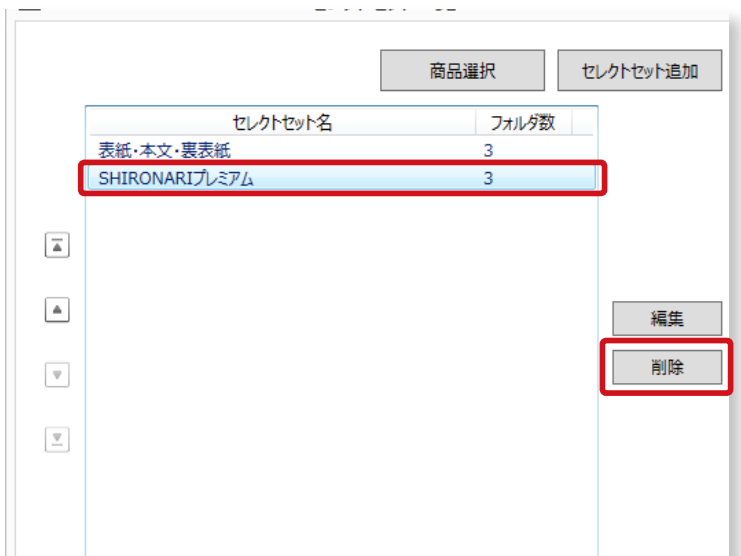 商品選択 セレクトセット追加
セレクトセット名 フォルダ数
表紙・本文・裏表紙 3
SHIRONARIプレミアム 3
編集
削除